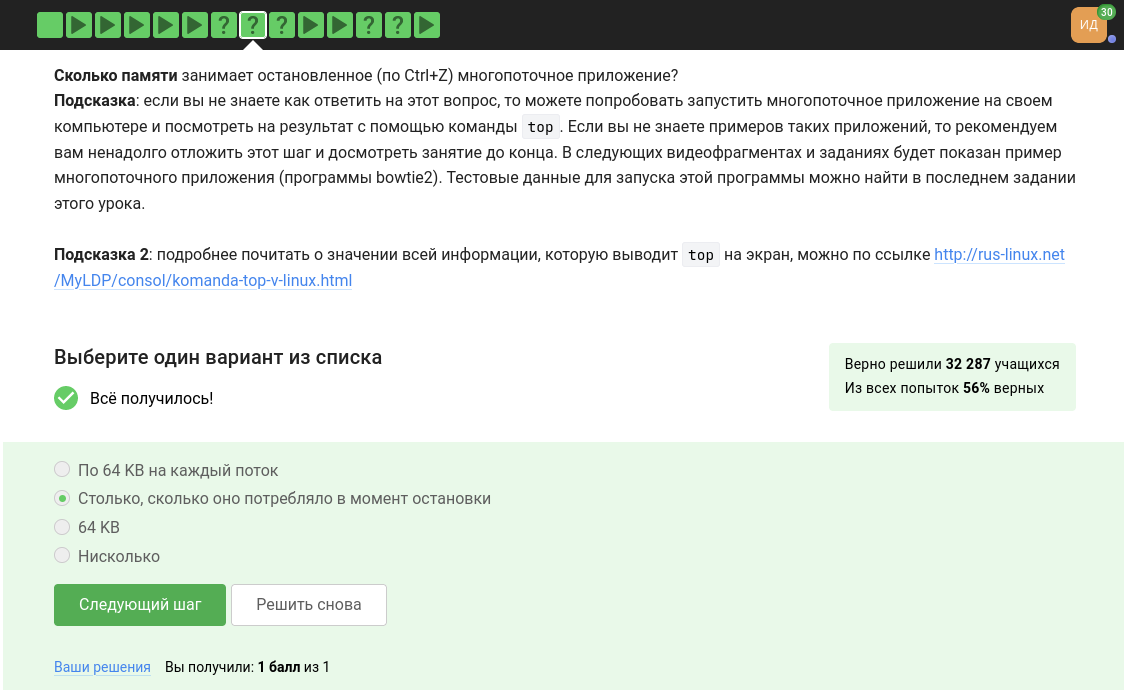 ? ? ? ? ?
ИД
30
Сколько памяти занимает остановленное (по Ctrl+Z) многопоточное приложение?
Подсказка: если вы не знаете как ответить на этот вопрос, то можете попробовать запустить многопоточное приложение на своем
компьютере и посмотреть на результат с помощью команды top. Если вы не знаете примеров таких приложений, то рекомендуем
вам ненадолго отложить этот шаг и досмотреть занятие до конца. В следующих видеофрагментах и заданиях будет показан пример
многопоточного приложения (программы bowtie2). Тестовые данные для запуска этой программы можно найти в последнем задании
этого урока.
Подсказка 2: подробнее почитать о значении всей информации, которую выводит top на экран, можно по ссылке http://rus-linux.net
/MyLDP/consol/komanda-top-v-linux.html
Выберите один вариант из списка
Всё получилось!
Верно решили 32 287 учащихся
Из всех попыток 56% верных
По 64 KB на каждый поток
Столько, сколько оно потребляло в момент остановки
64 KB
Нисколько
Следующий шаг
Решить снова
Ваши решения Вы получили: 1 балл из 1